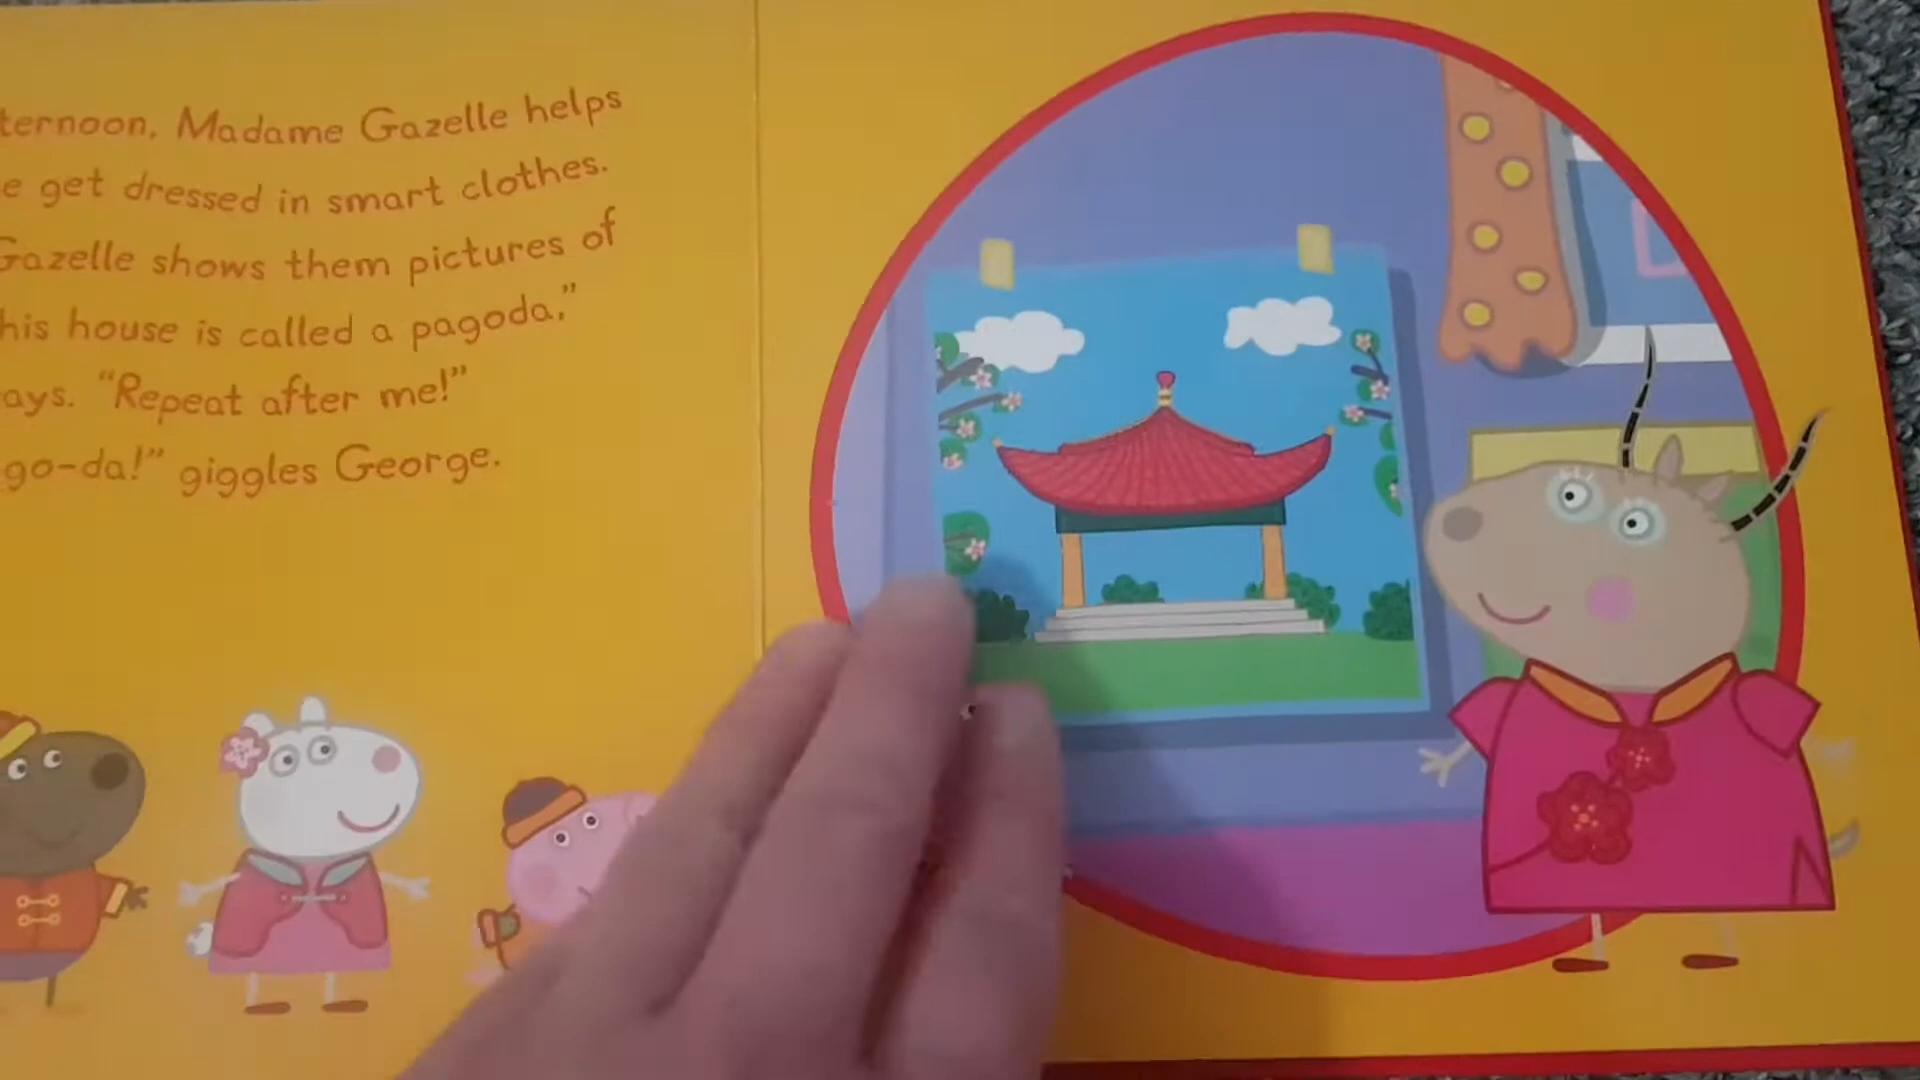 ternoon, Madame Gazelle helps
e get dressed in smart clothes.
Gazelle shows them pictures of
his house is called a pagoda,"
ays. "Repeat after me!"
go-da!" giggles George.